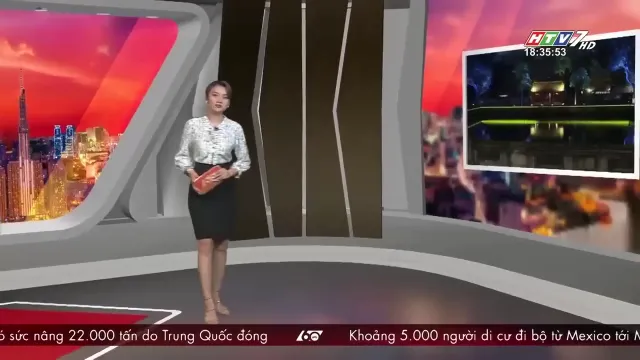 HTV7 HD
18:35:53
ó sức nâng 22.000 tấn do Trung Quốc đóng 60 Khoảng 5.000 người di cư đi bộ từ Mexico tới M